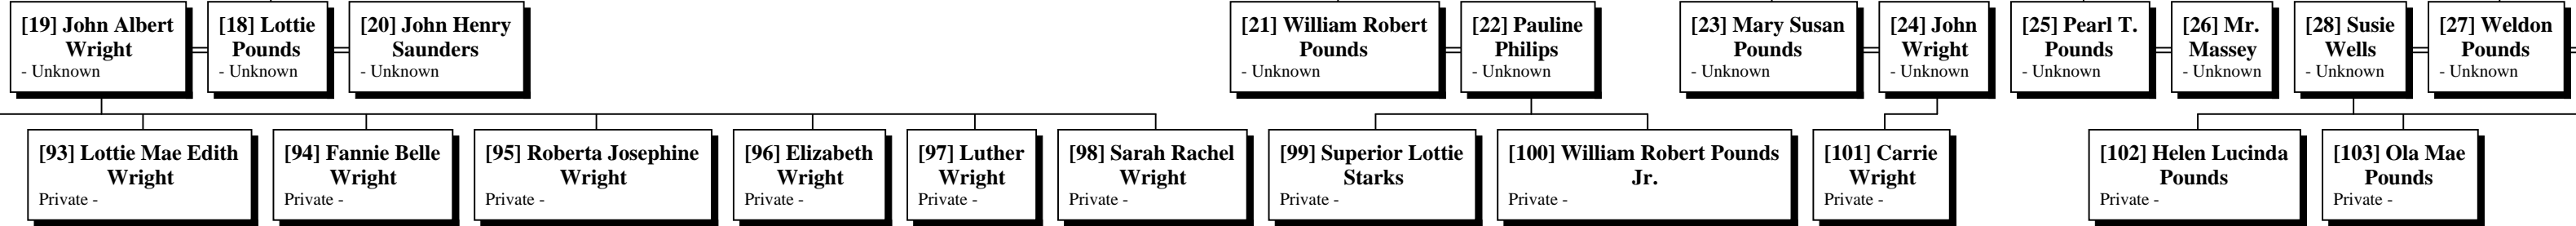 [19] John Albert
Wright
- Unknown
[18] Lottie
Pounds
- Unknown
[20] John Henry
Saunders
- Unknown
[21] William Robert
Pounds
- Unknown
[22] Pauline
Philips
- Unknown
[23] Mary Susan
Pounds
- Unknown
[24] John
Wright
- Unknown
[25] Pearl T.
Pounds
- Unknown
[26] Mr.
Massey
- Unknown
[28] Susie
Wells
- Unknown
[27] Weldon
Pounds
- Unknown
[93] Lottie Mae Edith
Wright
Private -
[94] Fannie Belle
Wright
Private -
[95] Roberta Josephine
Wright
Private -
[96] Elizabeth
Wright
Private -
[97] Luther
Wright
Private -
[98] Sarah Rachel
Wright
Private -
[99] Superior Lottie
Starks
Private -
[100] William Robert Pounds
Jr.
Private -
[101] Carrie
Wright
Private -
[102] Helen Lucinda
Pounds
Private -
[103] Ola Mae
Pounds
Private -